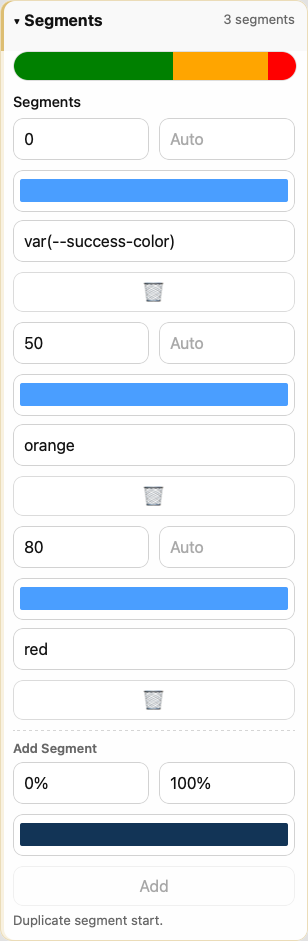 ▾ Segments 3 segments
Segments
0 Auto
var(--success-color)
50 Auto
orange
80 Auto
red
Add Segment
0% 100%
Add
Duplicate segment start.